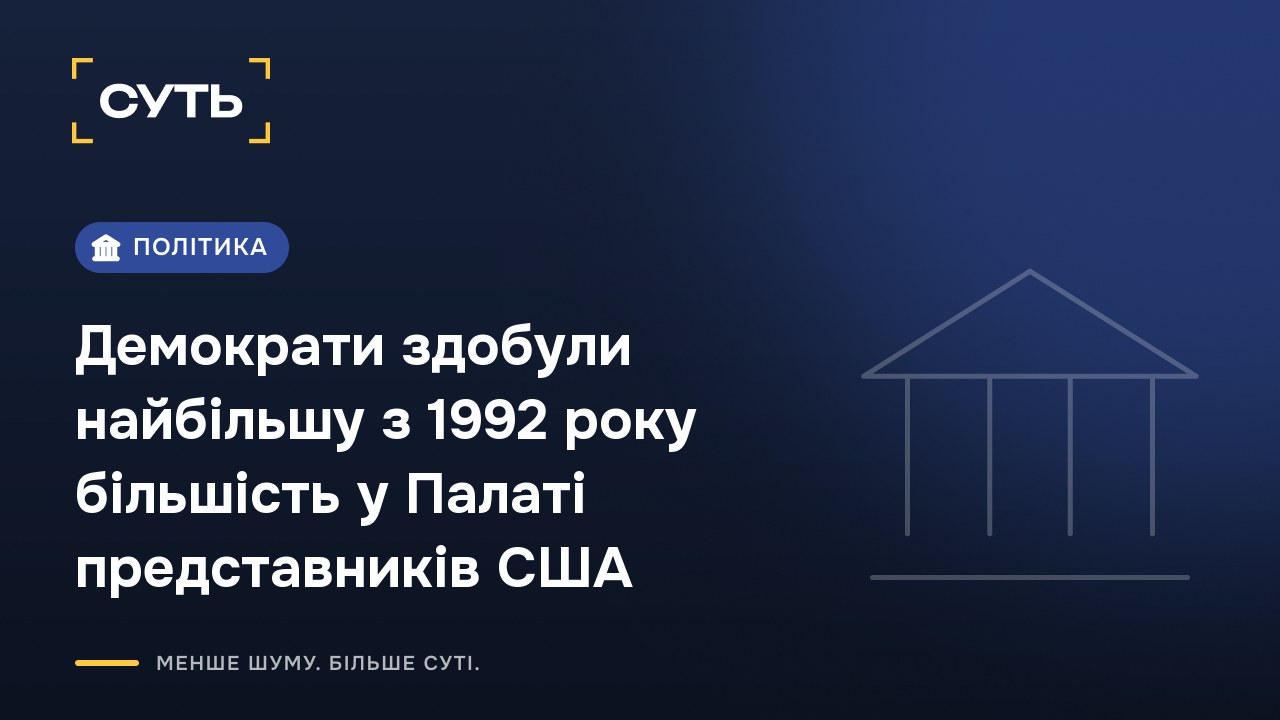 СУТЬ
ПОЛІТИКА
Демократи здобули
найбільшу з 1992 року
більшість у Палаті
представників США
МЕНШЕ ШУМУ. БІЛЬШЕ СУТІ.